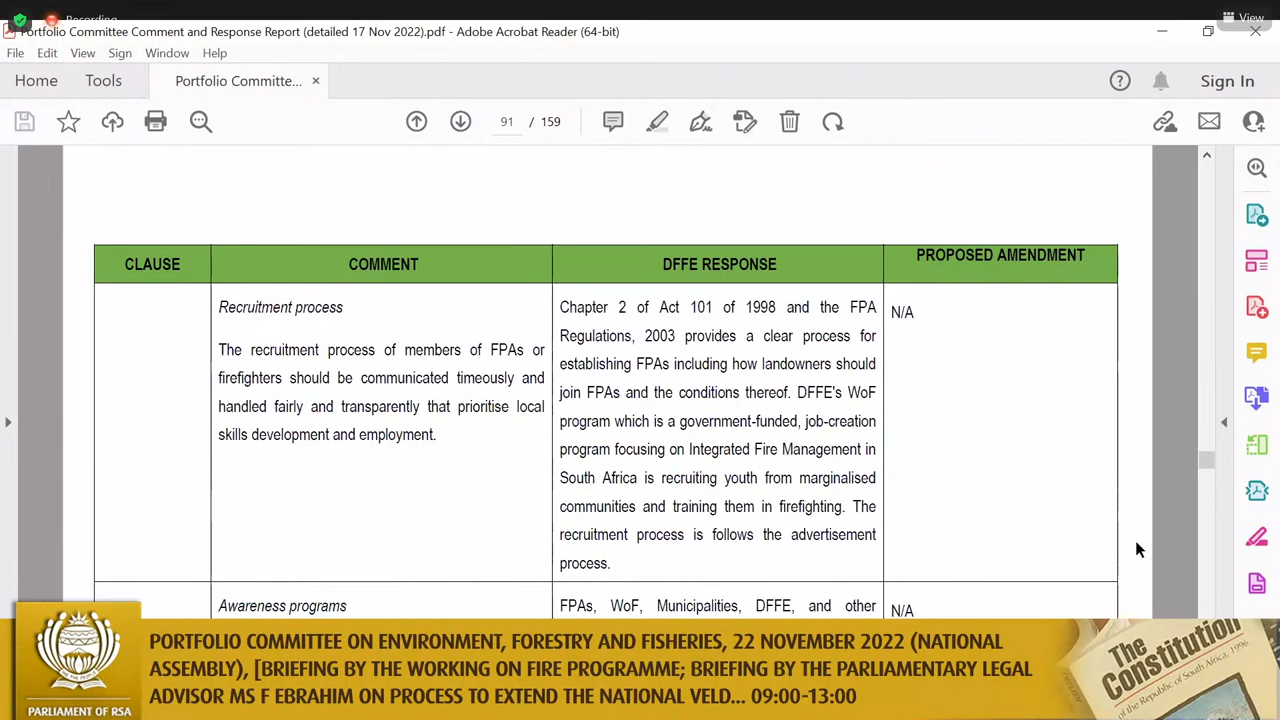 Recording
View
Portfolio Committee Comment and Response Report (detailed 17 Nov 2022).pdf - Adobe Acrobat Reader (64-bit)
File Edit View Sign Window Help
Home Tools Portfolio Committe... × Sign In
91 / 159
CLAUSE COMMENT DFFE RESPONSE PROPOSED AMENDMENT
Recruitment process
The recruitment process of members of FPAs or
firefighters should be communicated timeously and
handled fairly and transparently that prioritise local
skills development and employment.
Chapter 2 of Act 101 of 1998 and the FPA
Regulations, 2003 provides a clear process for
establishing FPAs including how landowners should
join FPAs and the conditions thereof. DFFE's WoF
program which is a government-funded, job-creation
program focusing on Integrated Fire Management in
South Africa is recruiting youth from marginalised
communities and training them in firefighting. The
recruitment process is follows the advertisement
process.
N/A
Awareness programs
FPAs, WoF, Municipalities, DFFE, and other
N/A
PARLIAMENT OF RSA
PORTFOLIO COMMITTEE ON ENVIRONMENT, FORESTRY AND FISHERIES, 22 NOVEMBER 2022 (NATIONAL
ASSEMBLY), [BRIEFING BY THE WORKING ON FIRE PROGRAMME; BRIEFING BY THE PARLIAMENTARY LEGAL
ADVISOR MS F EBRAHIM ON PROCESS TO EXTEND THE NATIONAL VELD... 09:00-13:00
The
Constitution
of the Republic of South Africa, 1996